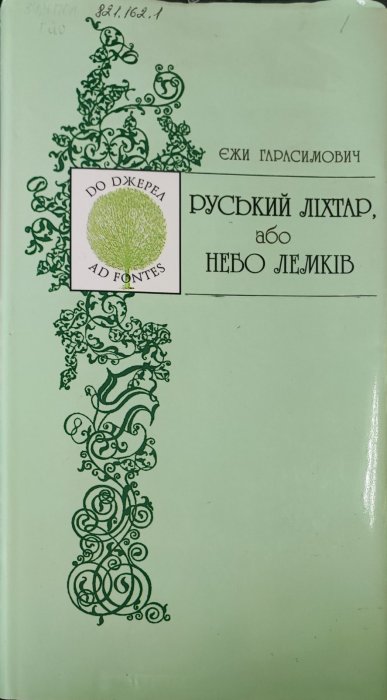 821.162.1
ЄЖИ ГАРАСИМОВИЧ
ДО ДЖЕРЕЛ
AD FONTES
РУСЬКИЙ ЛІХТАР,
або
НЕБО ЛЕМКІВ